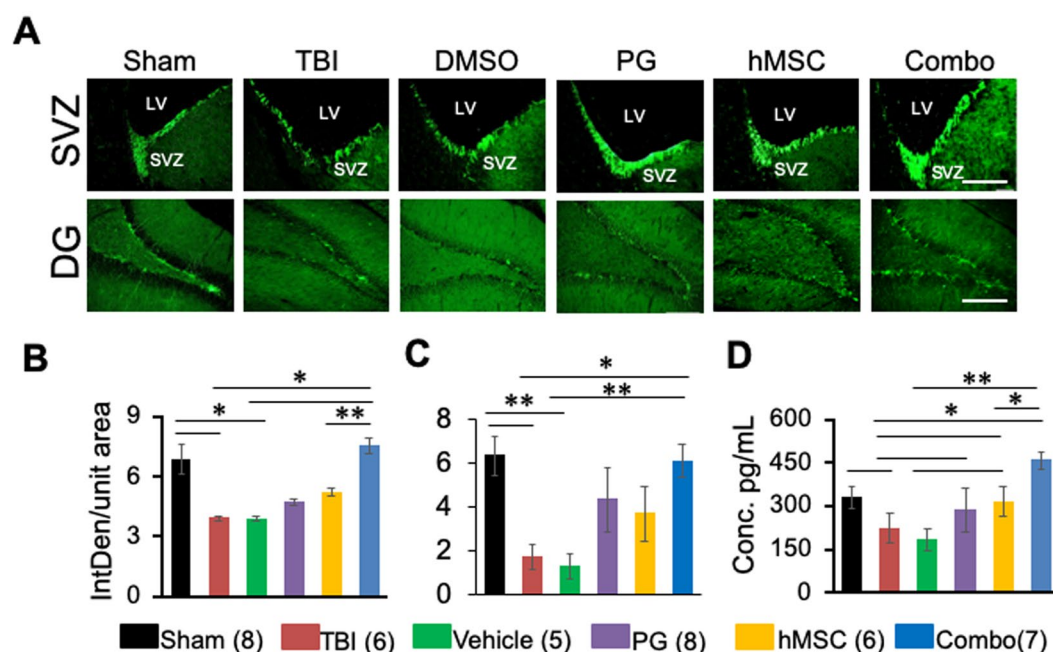 A
Sham TBI DMSO PG hMSC Combo
SVZ
LV LV LV LV LV LV
SVZ SVZ SVZ SVZ SVZ SVZ
DG
B C D
* * **
* ** ** * *
**
9 8 600
6 6 450
3 4 300
0 2 150
0 0
IntDen/unit area
Conc. pg/mL
Sham (8) TBI (6) Vehicle (5) PG (8) hMSC (6) Combo(7)